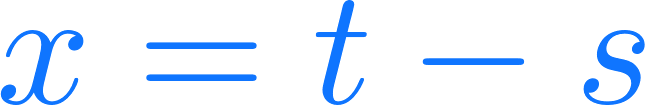 x = t − s